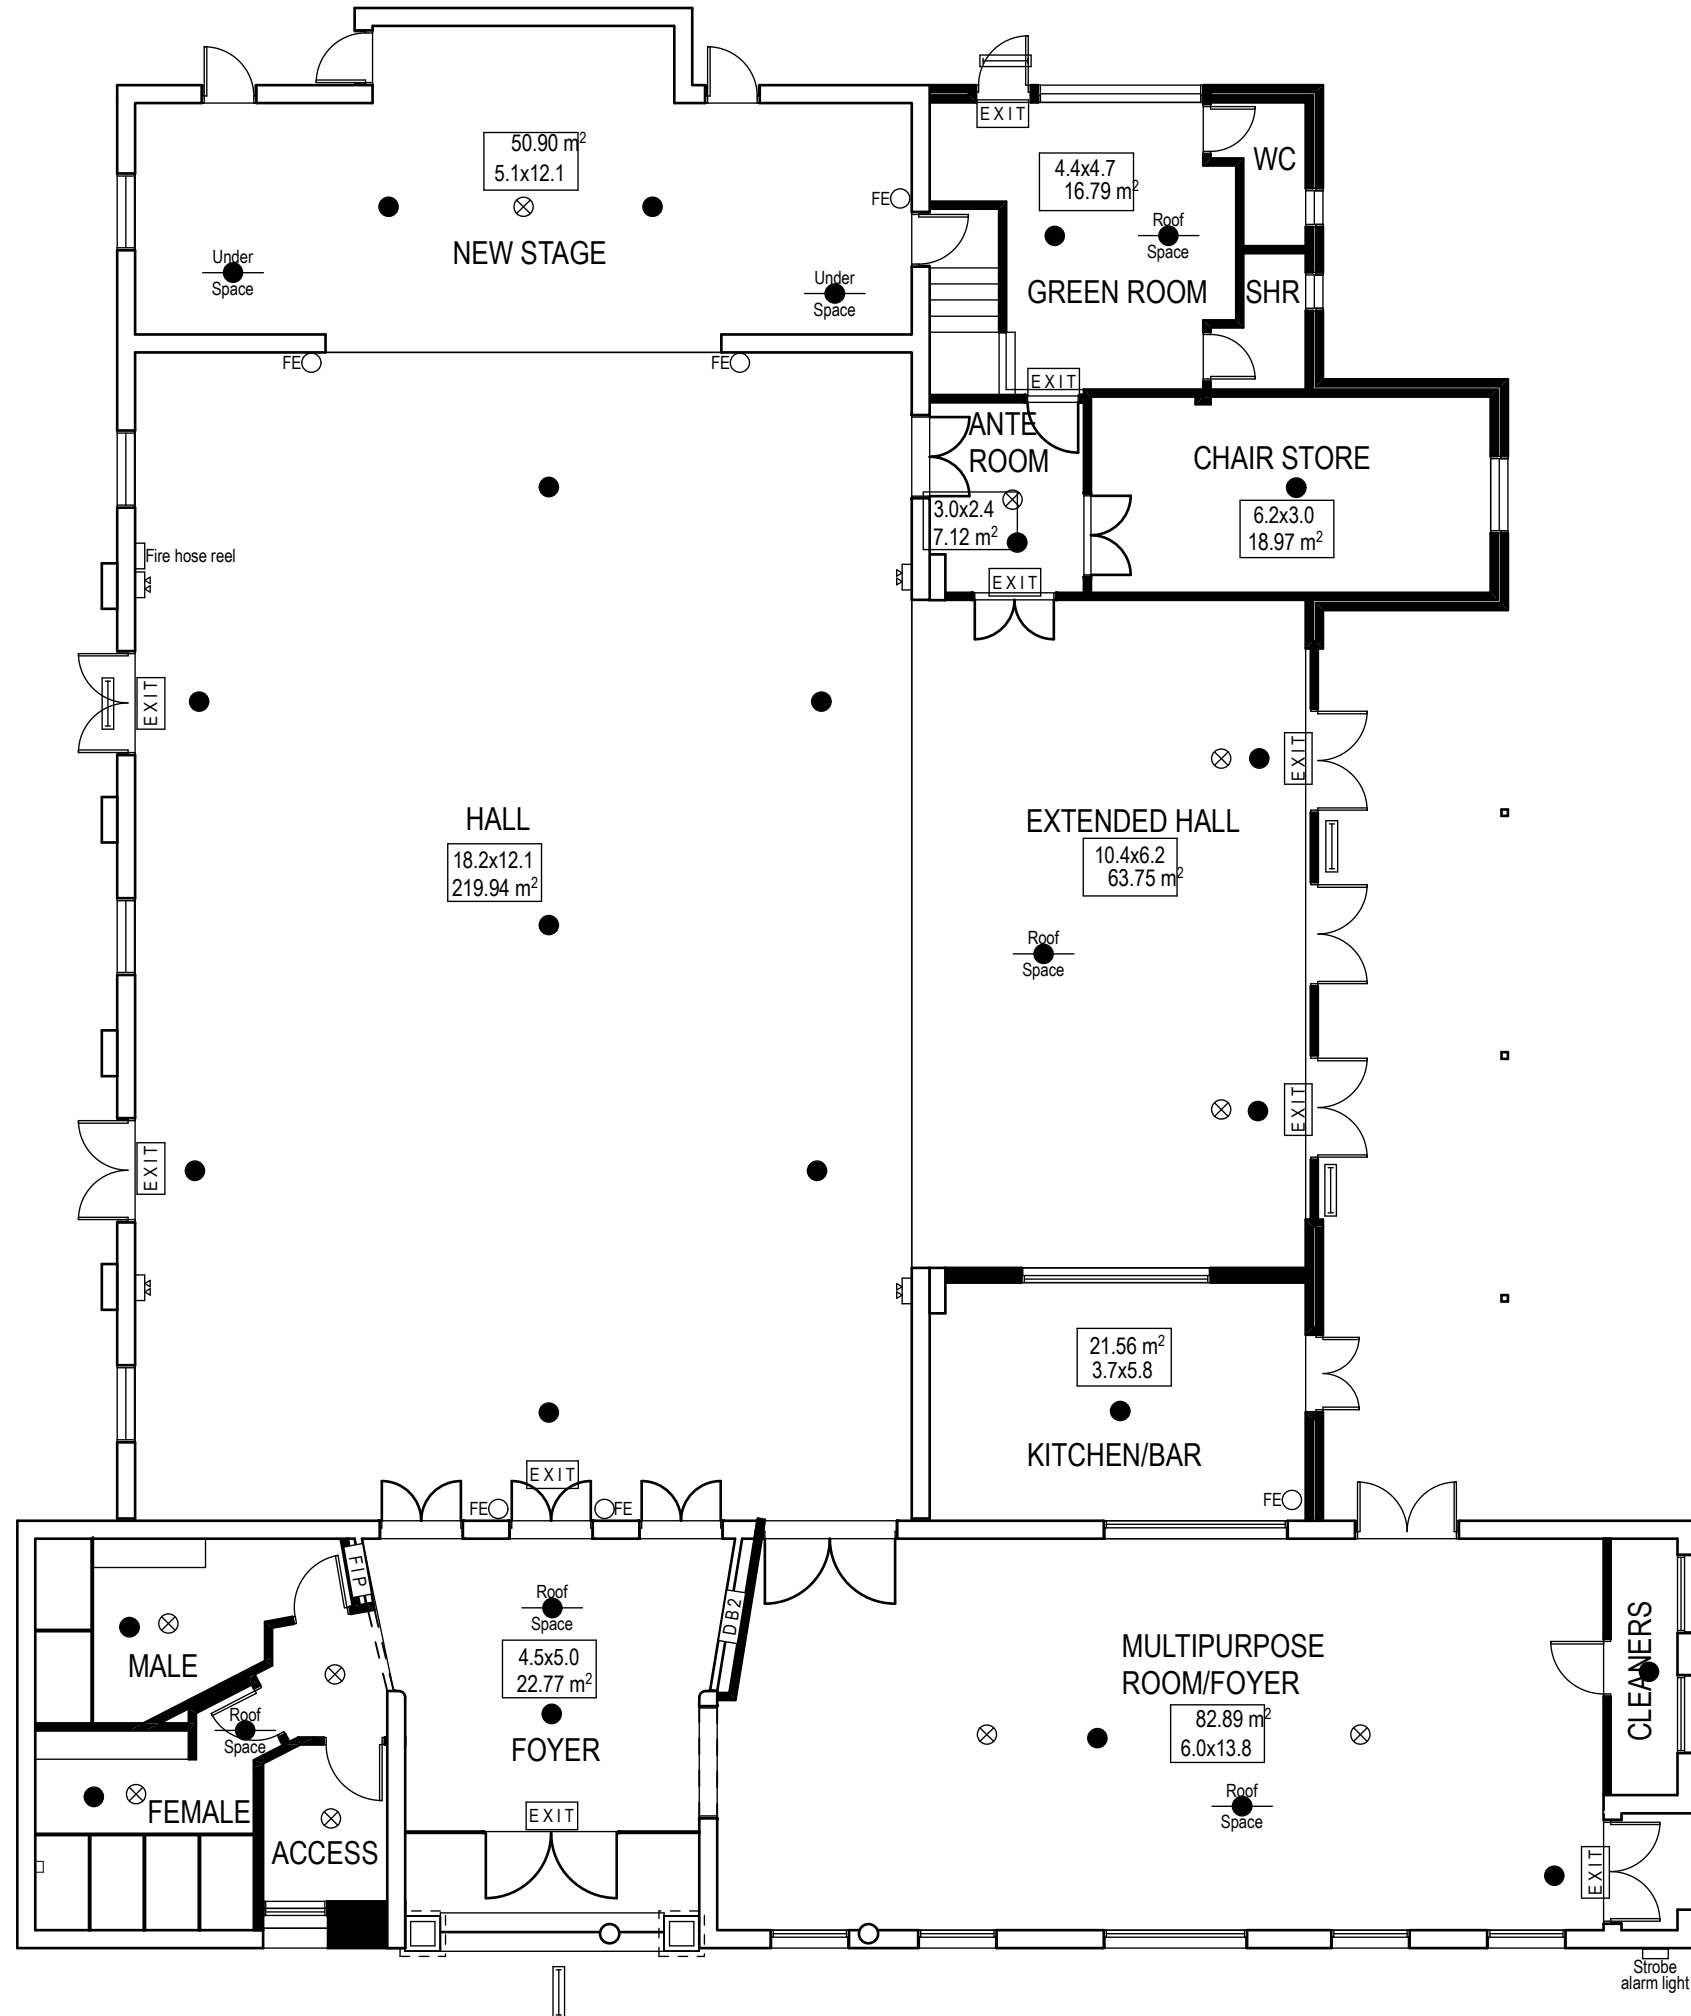 EXIT
50.90 m²
5.1x12.1
4.4x4.7
16.79 m²
WC
FE
NEW STAGE
Roof
Space
Under
Space
Under
Space
GREEN ROOM
SHR
FE
FE
EXIT
ANTE
ROOM
CHAIR STORE
3.0x2.4
7.12 m²
6.2x3.0
18.97 m²
Fire hose reel
EXIT
EXIT
EXIT
HALL
18.2x12.1
219.94 m²
EXTENDED HALL
10.4x6.2
63.75 m²
Roof
Space
EXIT
EXIT
21.56 m²
3.7x5.8
KITCHEN/BAR
EXIT
FE
FE
FE
FIP
DB2
Roof
Space
MALE
4.5x5.0
22.77 m²
FOYER
MULTIPURPOSE
ROOM/FOYER
82.89 m²
6.0x13.8
CLEANERS
Roof
Space
Roof
Space
FEMALE
EXIT
ACCESS
EXIT
Strobe
alarm light